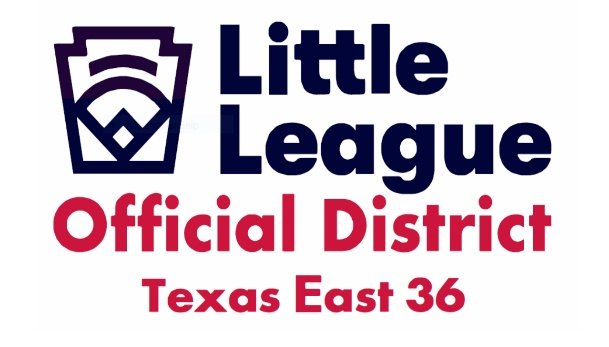 Little
League
Official District
Texas East 36